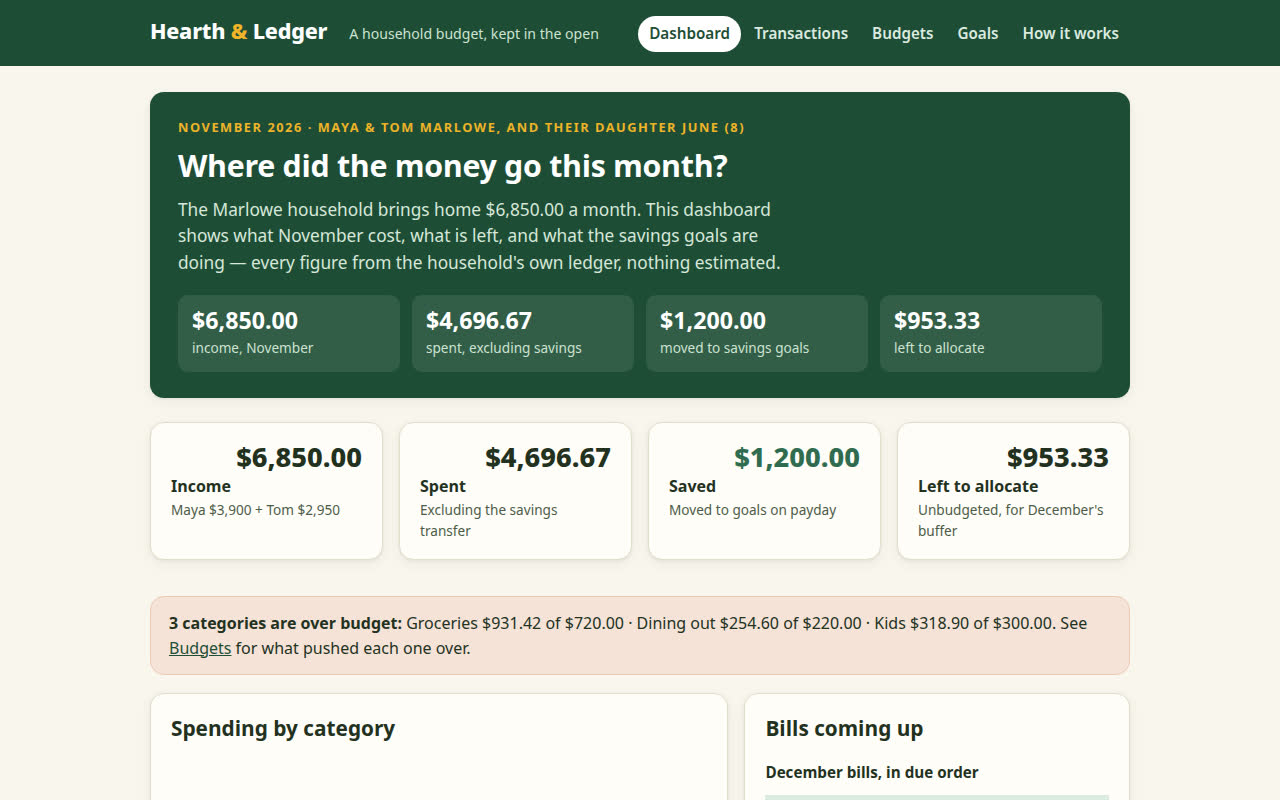 Hearth & Ledger
A household budget, kept in the open
Dashboard
Transactions
Budgets
Goals
How it works
NOVEMBER 2026 · MAYA & TOM MARLOWE, AND THEIR DAUGHTER JUNE (8)
Where did the money go this month?
The Marlowe household brings home $6,850.00 a month. This dashboard
shows what November cost, what is left, and what the savings goals are
doing — every figure from the household's own ledger, nothing estimated.
$6,850.00
income, November
$4,696.67
spent, excluding savings
$1,200.00
moved to savings goals
$953.33
left to allocate
$6,850.00
Income
Maya $3,900 + Tom $2,950
$4,696.67
Spent
Excluding the savings
transfer
$1,200.00
Saved
Moved to goals on payday
$953.33
Left to allocate
Unbudgeted, for December's
buffer
3 categories are over budget: Groceries $931.42 of $720.00 · Dining out $254.60 of $220.00 · Kids $318.90 of $300.00. See
Budgets for what pushed each one over.
Spending by category
Bills coming up
December bills, in due order